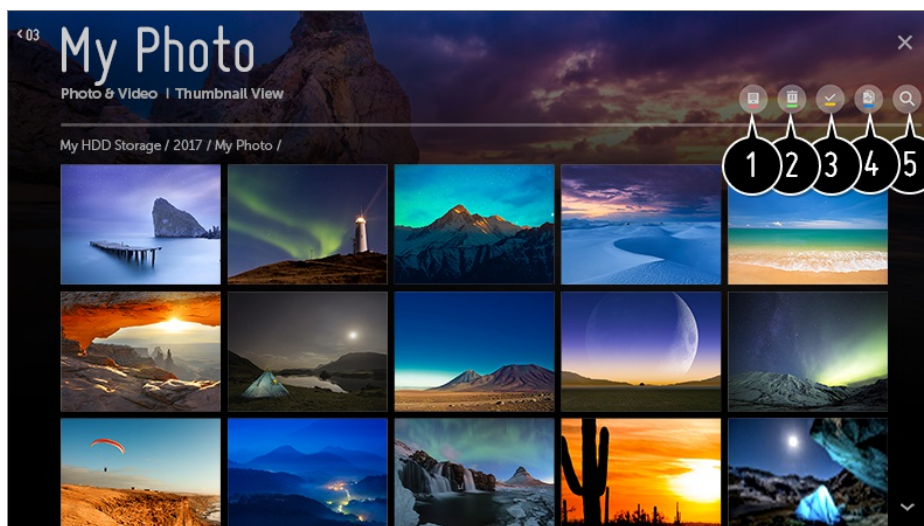 03
My Photo
Photo & Video | Thumbnail View
My HDD Storage / 2017 / My Photo /
1 2 3 4 5